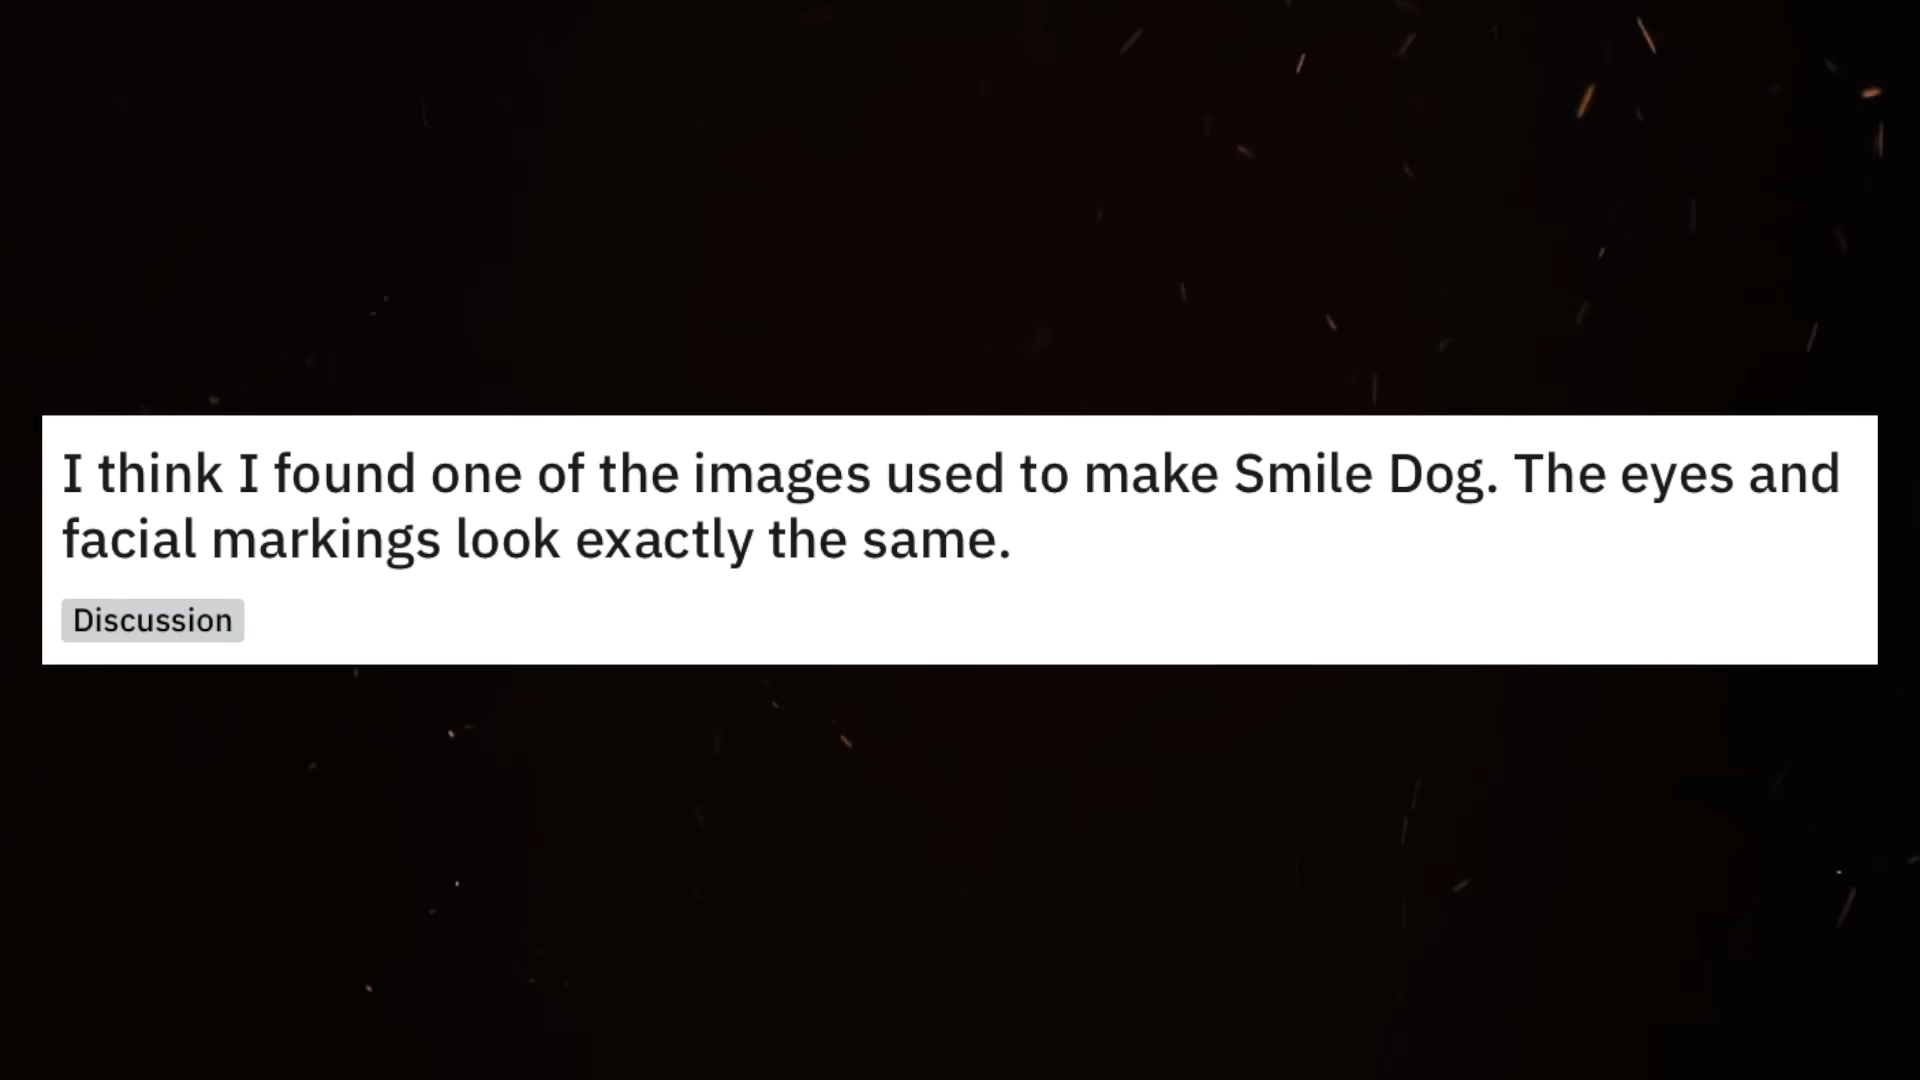 I think I found one of the images used to make Smile Dog. The eyes and
facial markings look exactly the same.
Discussion